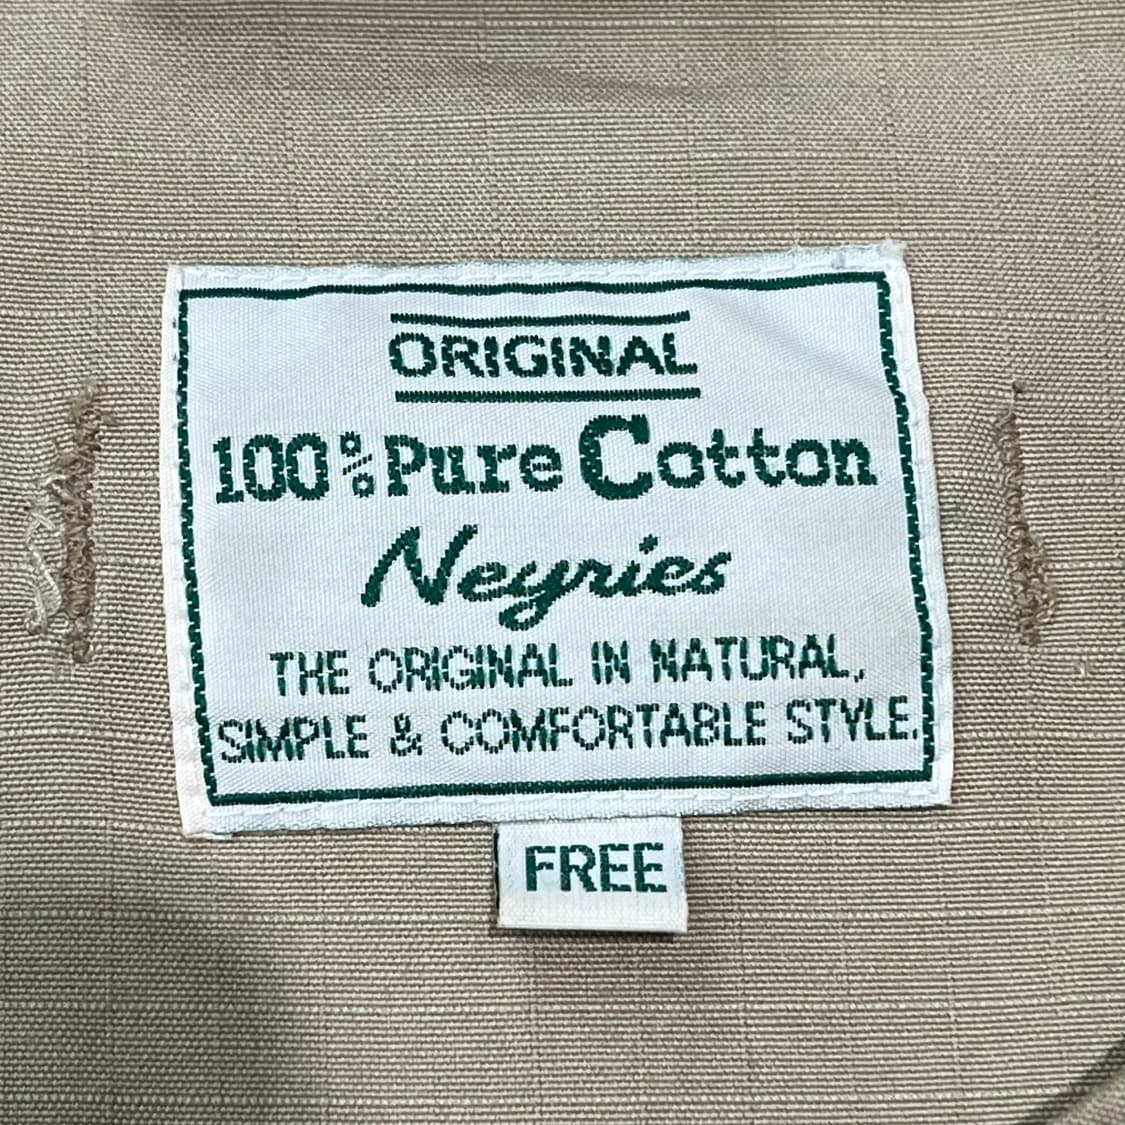 ORIGINAL
100% Pure Cotton
Neyries
THE ORIGINAL IN NATURAL,
SIMPLE & COMFORTABLE STYLE.
FREE